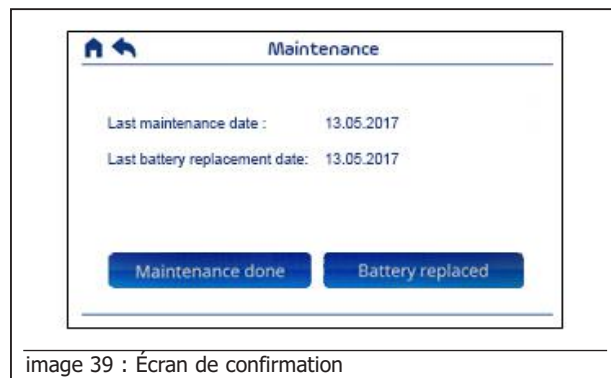 Maintenance
Last maintenance date : 13.05.2017
Last battery replacement date: 13.05.2017
Maintenance done Battery replaced
image 39 : Écran de confirmation